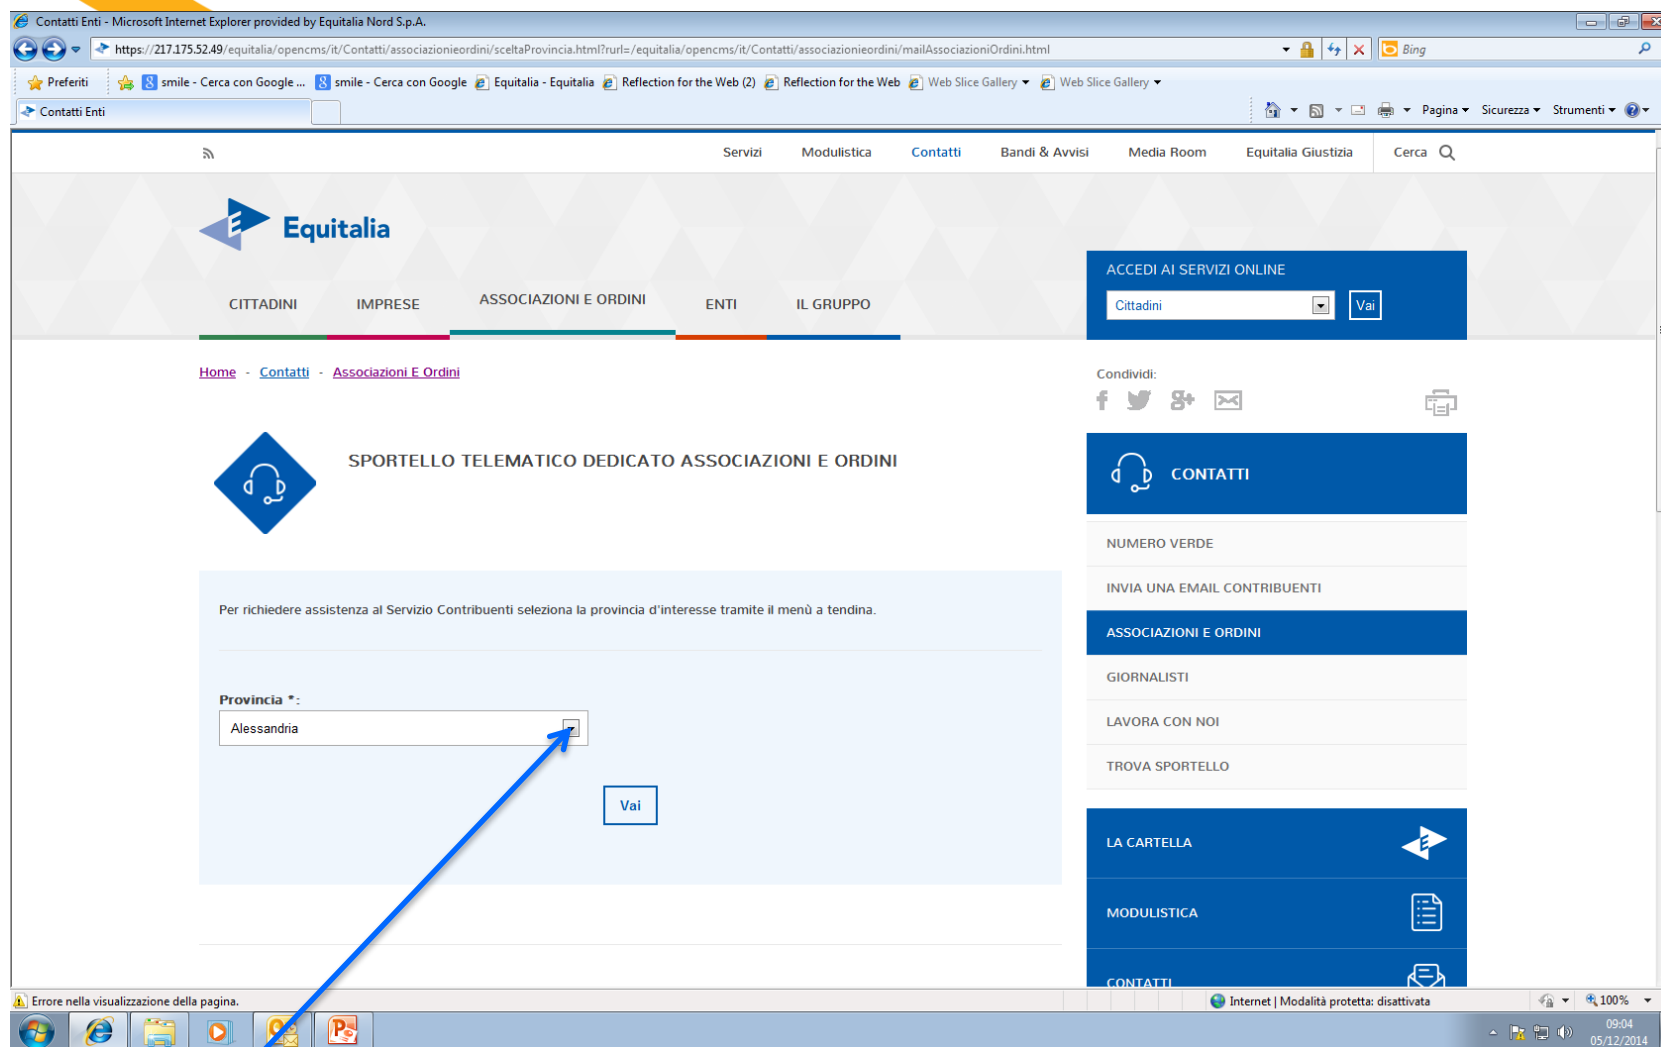 Contatti Enti - Microsoft Internet Explorer provided by Equitalia Nord S.p.A.
https://217.175.52.49/equitalia/opencms/it/Contatti/associazionieordini/sceltaProvincia.html?rurl=/equitalia/opencms/it/Contatti/associazionieordini/mailAssociazioniOrdini.html
Bing
Preferiti smile - Cerca con Google ... smile - Cerca con Google Equitalia - Equitalia Reflection for the Web (2) Reflection for the Web Web Slice Gallery Web Slice Gallery
Contatti Enti
Pagina Sicurezza Strumenti
Servizi Modulistica Contatti Bandi & Avvisi Media Room Equitalia Giustizia Cerca
Equitalia
ACCEDI AI SERVIZI ONLINE
CITTADINI IMPRESE ASSOCIAZIONI E ORDINI ENTI IL GRUPPO
Cittadini Vai
Home - Contatti - Associazioni E Ordini
Condividi:
SPORTELLO TELEMATICO DEDICATO ASSOCIAZIONI E ORDINI
CONTATTI
NUMERO VERDE
INVIA UNA EMAIL CONTRIBUENTI
Per richiedere assistenza al Servizio Contribuenti seleziona la provincia d'interesse tramite il menù a tendina.
ASSOCIAZIONI E ORDINI
GIORNALISTI
Provincia *:
Alessandria
LAVORA CON NOI
TROVA SPORTELLO
Vai
LA CARTELLA
MODULISTICA
CONTATTI
Errore nella visualizzazione della pagina.
Internet | Modalità protetta: disattivata
100%
09:04
05/12/2014